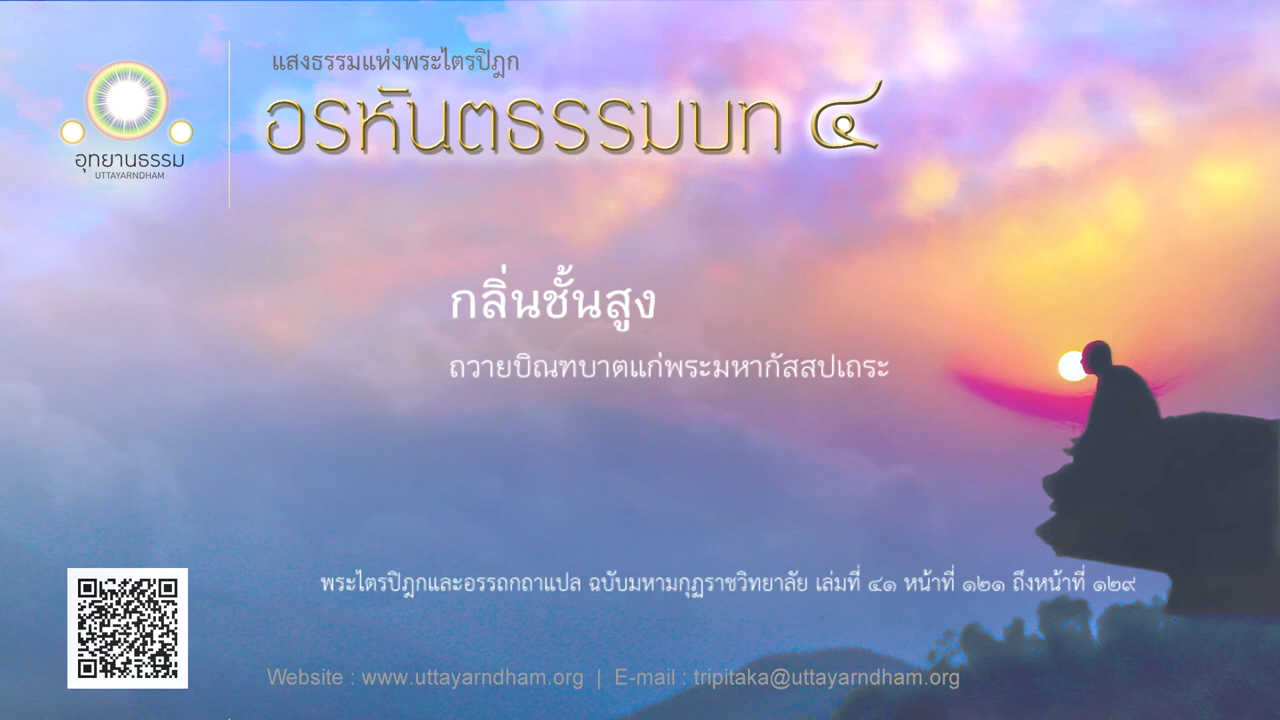 แสงธรรมแห่งพระไตรปิฎก
อรหันตธรรมบท ๔
อุทยานธรรม
UTTAYARNDHAM
กลิ่นชั้นสูง
ถวายบิณฑบาตแก่พระมหากัสสปเถระ
พระไตรปิฎกและอรรถกถาแปล ฉบับมหามกุฏราชวิทยาลัย เล่มที่ ๔๑ หน้าที่ ๑๒๑ ถึงหน้าที่ ๑๒๙
Website : www.uttayarndham.org | E-mail : tripitaka@uttayarndham.org